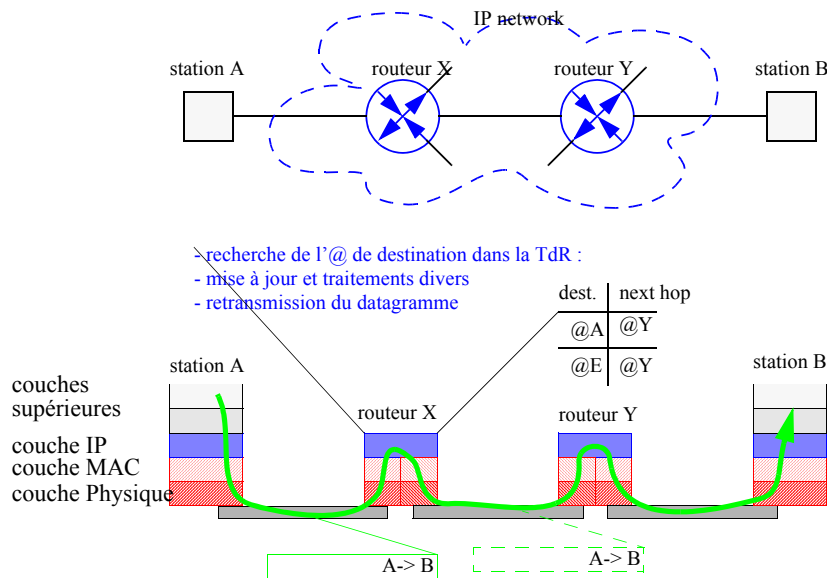 IP network
station A
routeur X
routeur Y
station B
- recherche de l'@ de destination dans la TdR :
- mise à jour et traitements divers
- retransmission du datagramme
dest.
next hop
@A
@Y
@E
@Y
station A
station B
couches
supérieures
routeur X
routeur Y
couche IP
couche MAC
couche Physique
A-> B
A-> B